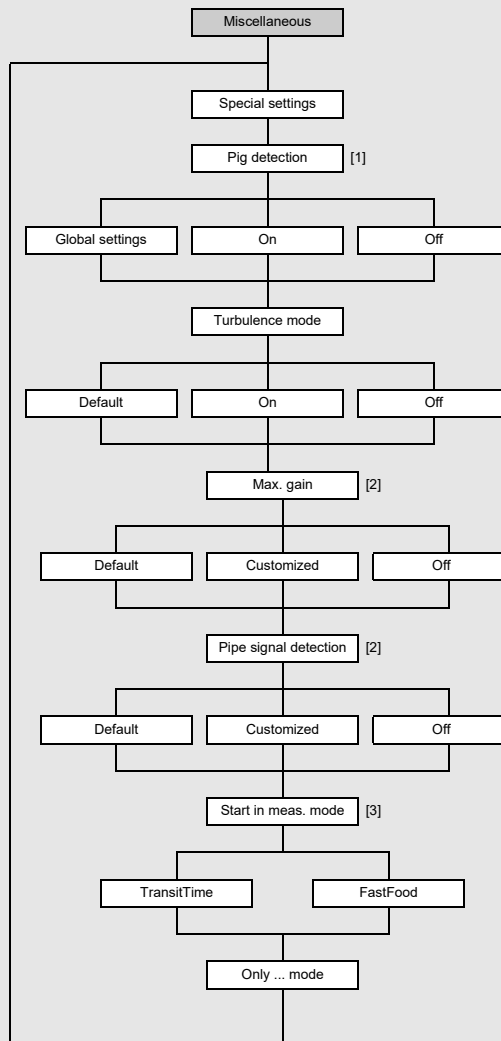 Miscellaneous
Special settings
Pig detection [1]
Global settings On Off
Turbulence mode
Default On Off
Max. gain [2]
Default Customized Off
Pipe signal detection [2]
Default Customized Off
Start in meas. mode [3]
TransitTime FastFood
Only ... mode